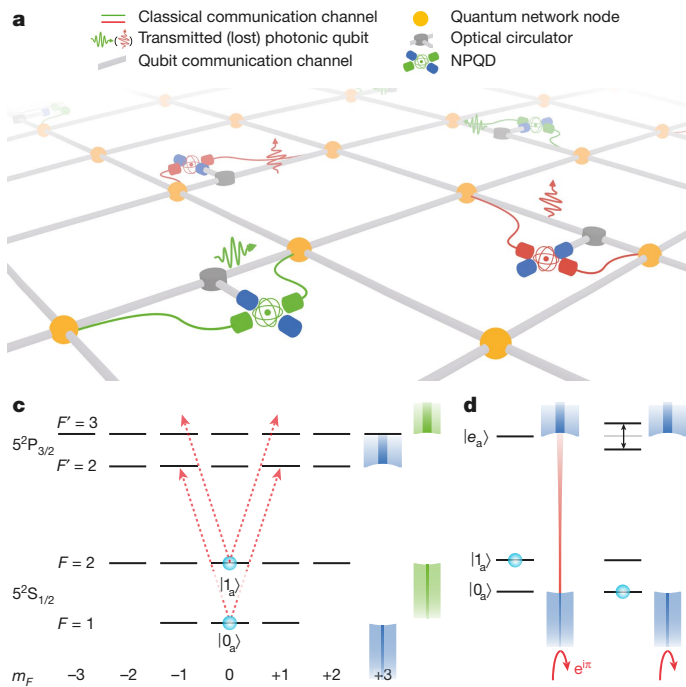 a
Classical communication channel
Transmitted (lost) photonic qubit
Qubit communication channel
Quantum network node
Optical circulator
NPQD
c
F′ = 3
5²P₃/₂
F′ = 2
F = 2
|1ₐ⟩
5²S₁/₂
F = 1
|0ₐ⟩
m_F −3 −2 −1 0 +1 +2 +3
d
|eₐ⟩
|1ₐ⟩
|0ₐ⟩
e^iπ